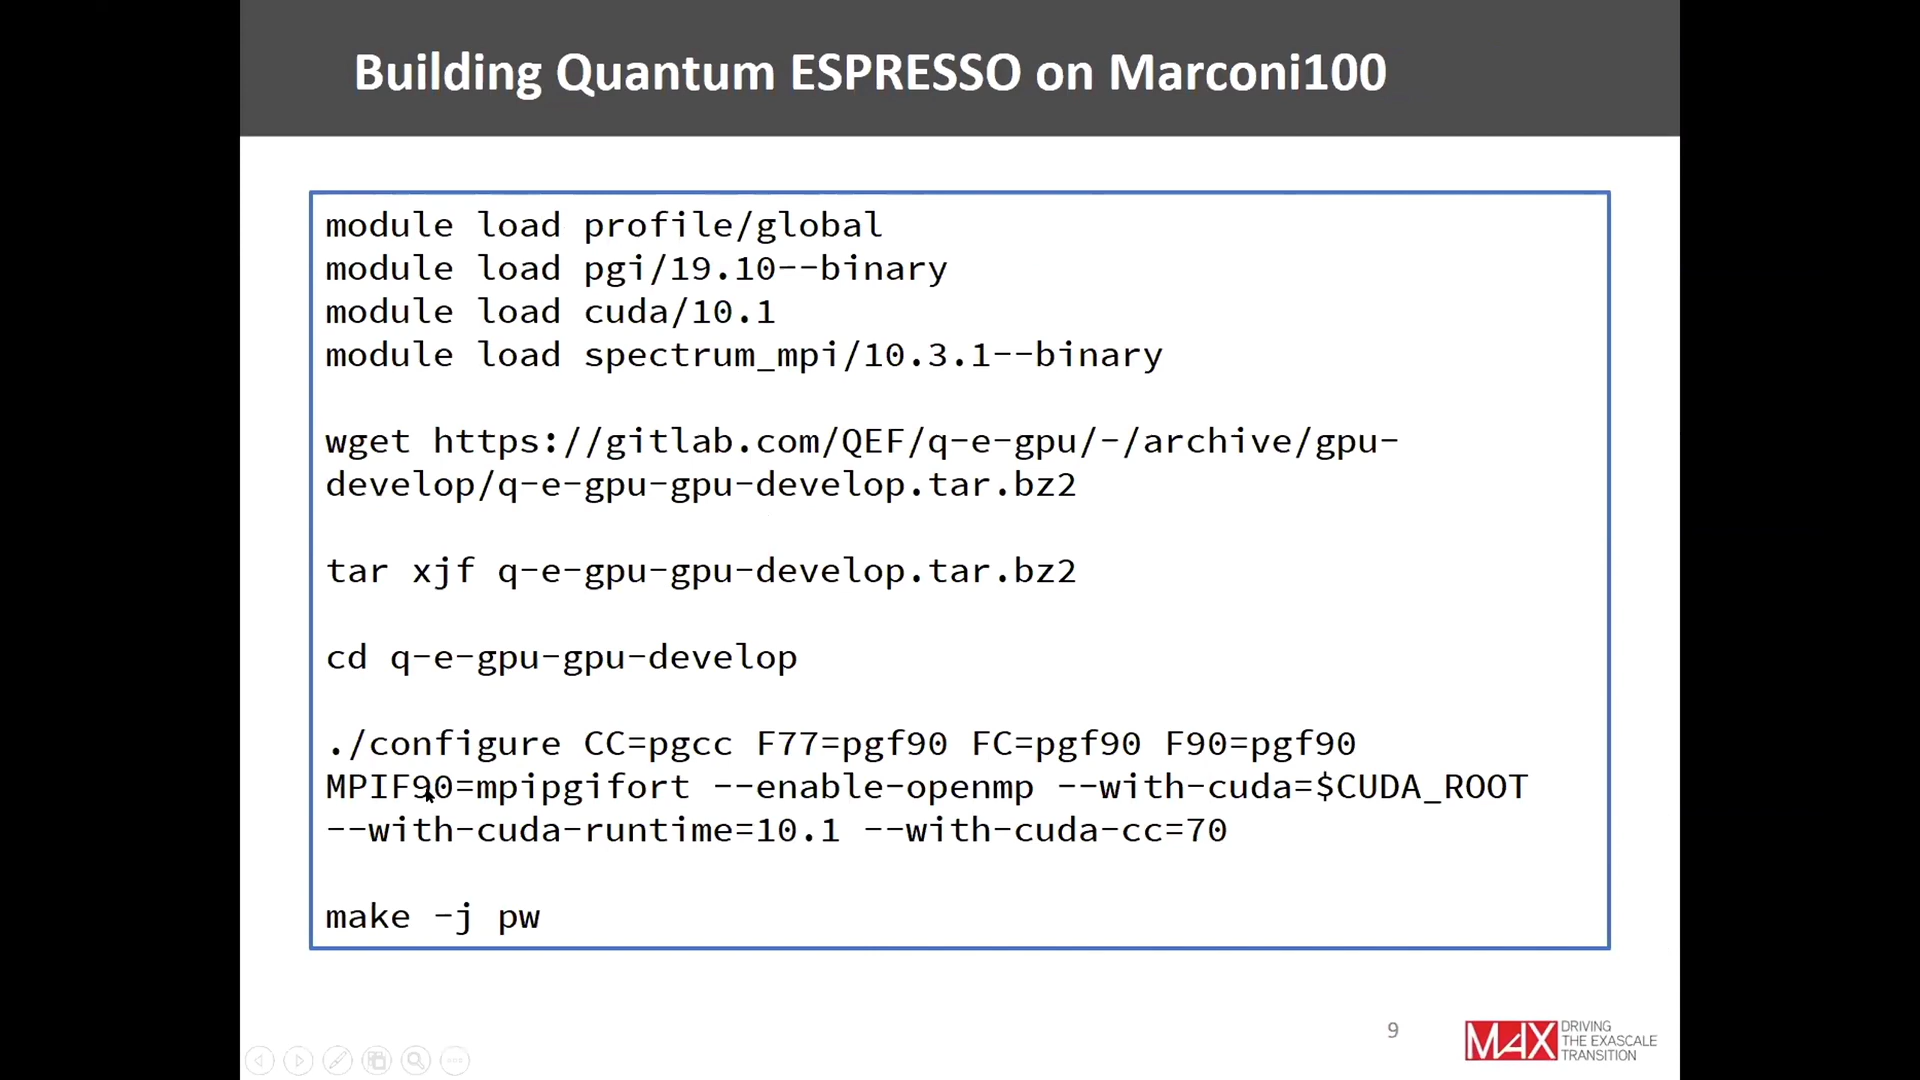 Building Quantum ESPRESSO on Marconi100
module load profile/global
module load pgi/19.10--binary
module load cuda/10.1
module load spectrum_mpi/10.3.1--binary
wget https://gitlab.com/QEF/q-e-gpu/-/archive/gpu-
develop/q-e-gpu-gpu-develop.tar.bz2
tar xjf q-e-gpu-gpu-develop.tar.bz2
cd q-e-gpu-gpu-develop
./configure CC=pgcc F77=pgf90 FC=pgf90 F90=pgf90
MPIF90=mpipgifort --enable-openmp --with-cuda=$CUDA_ROOT
--with-cuda-runtime=10.1 --with-cuda-cc=70
make -j pw
9
MAX
DRIVING
THE EXASCALE
TRANSITION